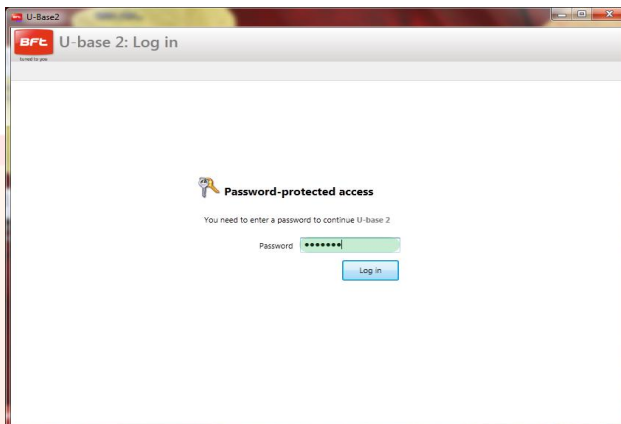 U-Base2
BFt U-base 2: Log in
Password-protected access
You need to enter a password to continue U-base 2
Password •••••••
Log in